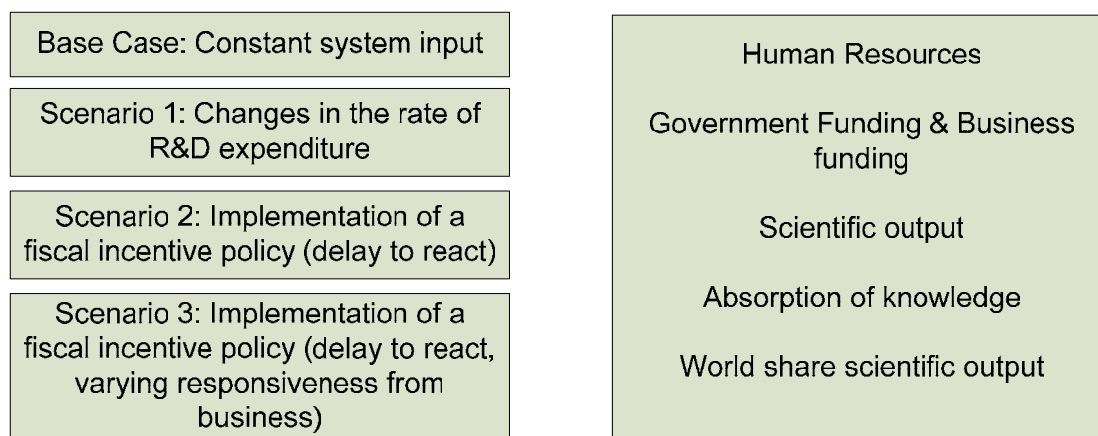 Base Case: Constant system input
Scenario 1: Changes in the rate of
R&D expenditure
Scenario 2: Implementation of a
fiscal incentive policy (delay to react)
Scenario 3: Implementation of a
fiscal incentive policy (delay to react,
varying responsiveness from
business)
Human Resources
Government Funding & Business
funding
Scientific output
Absorption of knowledge
World share scientific output